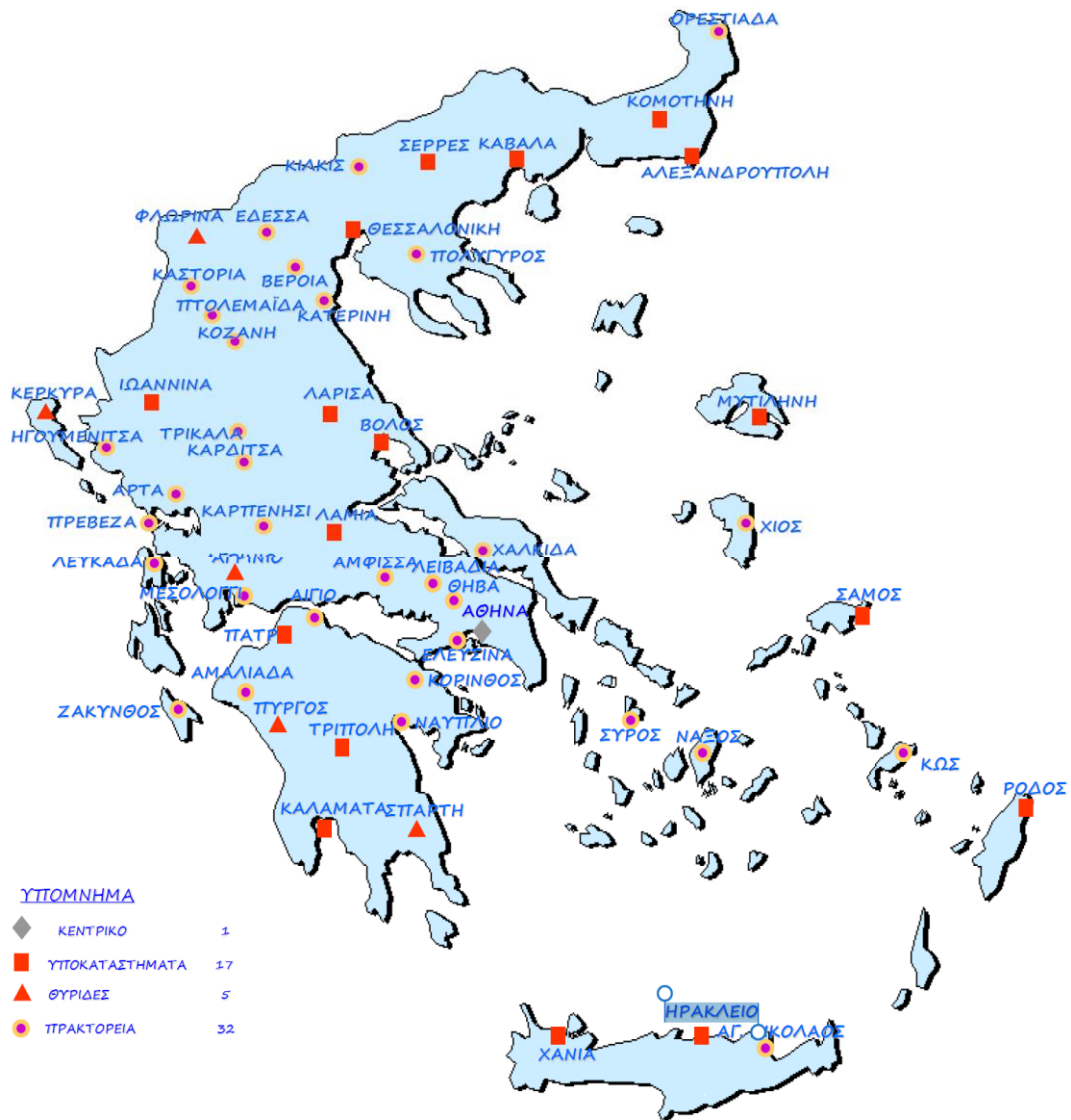 ΟΡΕΣΤΙΑΔΑ
ΚΟΜΟΤΗΝΗ
ΣΕΡΡΕΣ
ΚΑΒΑΛΑ
ΚΙΛΚΙΣ
ΑΛΕΞΑΝΔΡΟΥΠΟΛΗ
ΦΛΩΡΙΝΑ
ΕΔΕΣΣΑ
ΘΕΣΣΑΛΟΝΙΚΗ
ΠΟΛΥΓΥΡΟΣ
ΚΑΣΤΟΡΙΑ
ΒΕΡΟΙΑ
ΠΤΟΛΕΜΑΪΔΑ
ΚΑΤΕΡΙΝΗ
ΚΟΖΑΝΗ
ΚΕΡΚΥΡΑ
ΙΩΑΝΝΙΝΑ
ΛΑΡΙΣΑ
ΜΥΤΙΛΗΝΗ
ΗΓΟΥΜΕΝΙΤΣΑ
ΤΡΙΚΑΛΑ
ΒΟΛΟΣ
ΚΑΡΔΙΤΣΑ
ΑΡΤΑ
ΠΡΕΒΕΖΑ
ΚΑΡΠΕΝΗΣΙ
ΛΑΜΙΑ
ΧΙΟΣ
ΧΑΛΚΙΔΑ
ΛΕΥΚΑΔΑ
ΑΜΦΙΣΣΑ
ΛΕΙΒΑΔΙΑ
ΜΕΣΟΛΟΓΓΙ
ΑΙΓΙΟ
ΘΗΒΑ
ΣΑΜΟΣ
ΑΘΗΝΑ
ΠΑΤΡ
ΕΛΕΥΣΙΝΑ
ΑΜΑΛΙΑΔΑ
ΚΟΡΙΝΘΟΣ
ΖΑΚΥΝΘΟΣ
ΠΥΡΓΟΣ
ΝΑΥΠΛΙΟ
ΣΥΡΟΣ
ΤΡΙΠΟΛΗ
ΝΑΞΟΣ
ΚΩΣ
ΡΟΔΟΣ
ΚΑΛΑΜΑΤΑ
ΣΠΑΡΤΗ
ΥΠΟΜΝΗΜΑ
ΚΕΝΤΡΙΚΟ 1
ΥΠΟΚΑΤΑΣΤΗΜΑΤΑ 17
ΘΥΡΙΔΕΣ 5
ΠΡΑΚΤΟΡΕΙΑ 32
ΗΡΑΚΛΕΙΟ
ΑΓ. ΙΚΟΛΑΟΣ
ΧΑΝΙΑ